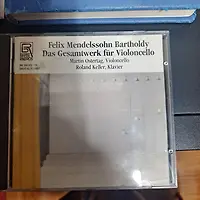 Felix Mendelssohn Bartholdy
Das Gesamtwerk für Violoncello
Martin Ostertag, Violoncello
Roland Keller, Klavier